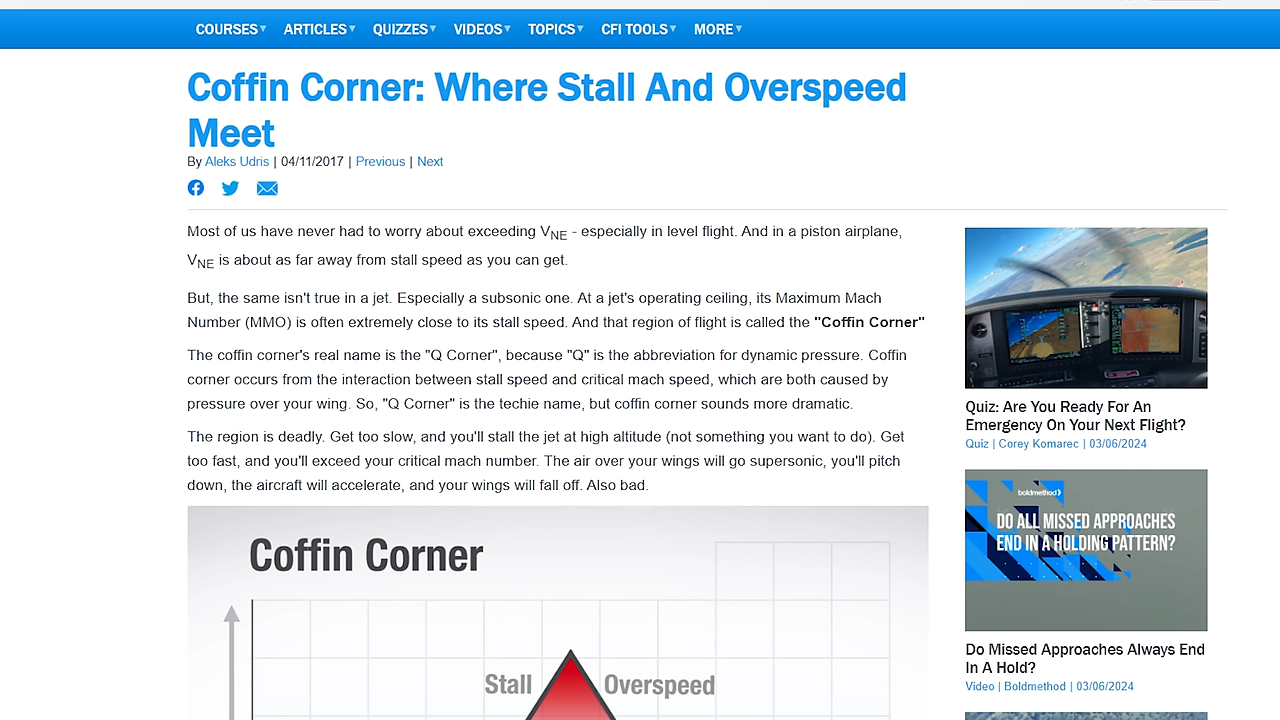 COURSES ARTICLES QUIZZES VIDEOS TOPICS CFI TOOLS MORE
Coffin Corner: Where Stall And Overspeed
Meet
By Aleks Udris | 04/11/2017 | Previous | Next
Most of us have never had to worry about exceeding VNE - especially in level flight. And in a piston airplane,
VNE is about as far away from stall speed as you can get.
But, the same isn't true in a jet. Especially a subsonic one. At a jet's operating ceiling, its Maximum Mach
Number (MMO) is often extremely close to its stall speed. And that region of flight is called the "Coffin Corner"
The coffin corner's real name is the "Q Corner", because "Q" is the abbreviation for dynamic pressure. Coffin
corner occurs from the interaction between stall speed and critical mach speed, which are both caused by
pressure over your wing. So, "Q Corner" is the techie name, but coffin corner sounds more dramatic.
The region is deadly. Get too slow, and you'll stall the jet at high altitude (not something you want to do). Get
too fast, and you'll exceed your critical mach number. The air over your wings will go supersonic, you'll pitch
down, the aircraft will accelerate, and your wings will fall off. Also bad.
Coffin Corner
Stall Overspeed
Quiz: Are You Ready For An
Emergency On Your Next Flight?
Quiz | Corey Komarec | 03/06/2024
boldmethod
DO ALL MISSED APPROACHES
END IN A HOLDING PATTERN?
Do Missed Approaches Always End
In A Hold?
Video | Boldmethod | 03/06/2024